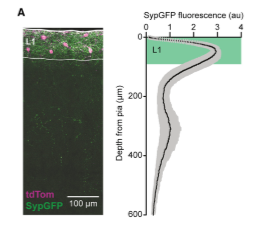 A
L1
tdTom
SypGFP
100 μm
SypGFP fluorescence (au)
0 1 2 3 4
0
L1
200
400
600
Depth from pia (μm)